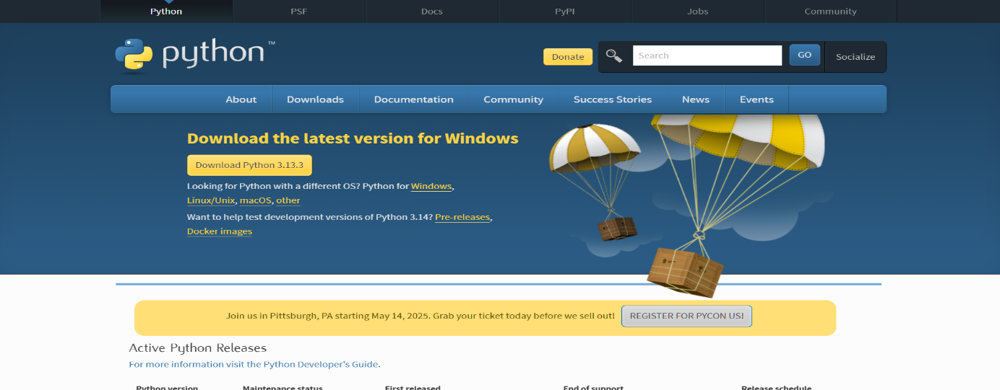 Python
PSF
Docs
PyPI
Jobs
Community
python™
Donate
Search
GO
Socialize
About
Downloads
Documentation
Community
Success Stories
News
Events
Download the latest version for Windows
Download Python 3.13.3
Looking for Python with a different OS? Python for Windows,
Linux/Unix, macOS, other
Want to help test development versions of Python 3.14? Pre-releases,
Docker images
Join us in Pittsburgh, PA starting May 14, 2025. Grab your ticket today before we sell out!
REGISTER FOR PYCON US!
Active Python Releases
For more information visit the Python Developer's Guide.
Python version
Maintenance status
First released
End of support
Release schedule